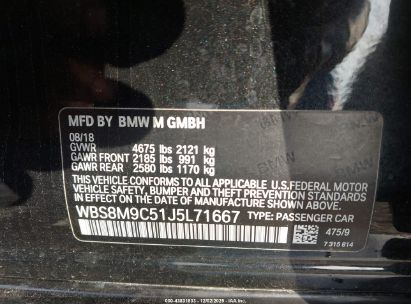 MFD BY BMW M GMBH
08/18
GVWR 4675 lbs 2121 kg
GAWR FRONT 2185 lbs 991 kg
GAWR REAR 2580 lbs 1170 kg
THIS VEHICLE CONFORMS TO ALL APPLICABLE U.S.FEDERAL MOTOR
VEHICLE SAFETY, BUMPER, AND THEFT PREVENTION
STANDARDS IN EFFECT ON THE DATE OF MANUFACTURE SHOWN ABOVE.
WBS8M9C51J5L71667 TYPE: PASSENGER CAR
475/9
7 315 614